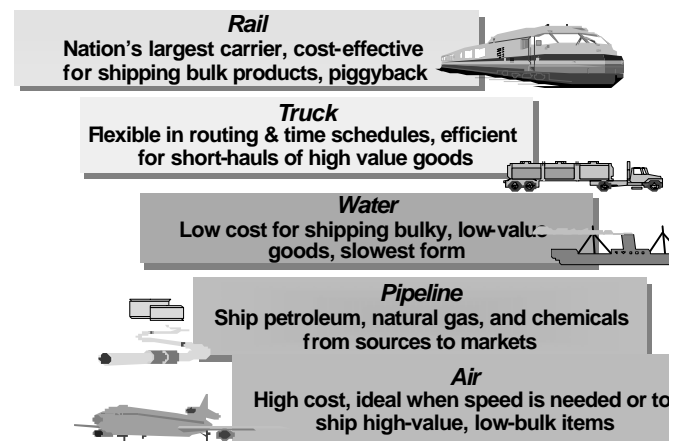 Rail
Nation's largest carrier, cost-effective
for shipping bulk products, piggyback
Truck
Flexible in routing & time schedules, efficient
for short-hauls of high value goods
Water
Low cost for shipping bulky, low-value
goods, slowest form
Pipeline
Ship petroleum, natural gas, and chemicals
from sources to markets
Air
High cost, ideal when speed is needed or to
ship high-value, low-bulk items